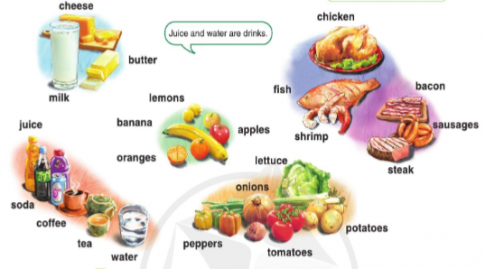 cheese
butter
milk
Juice and water are drinks.
chicken
fish
shrimp
bacon
sausages
steak
lemons
banana
apples
oranges
juice
soda
coffee
tea
water
lettuce
onions
potatoes
peppers
tomatoes